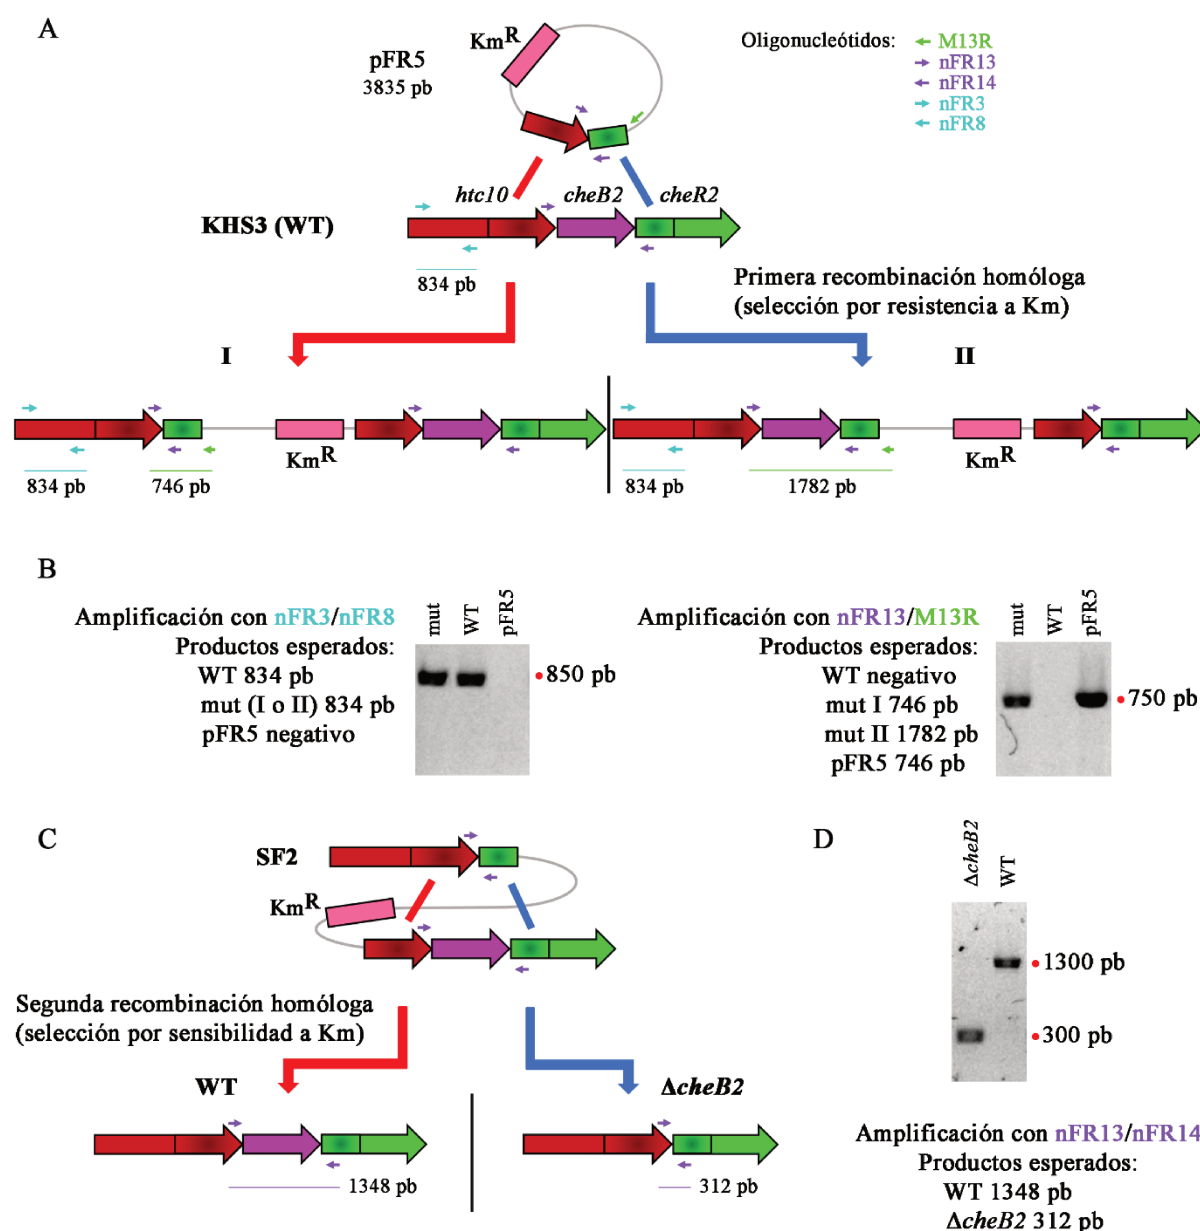 A
KmR
pFR5
3835 pb
Oligonucleótidos:
M13R
nFR13
nFR14
nFR3
nFR8
htc10 cheB2 cheR2
KHS3 (WT)
834 pb
Primera recombinación homóloga
(selección por resistencia a Km)
I
II
KmR
KmR
834 pb
746 pb
834 pb
1782 pb
B
Amplificación con nFR3/nFR8
Productos esperados:
WT 834 pb
mut (I o II) 834 pb
pFR5 negativo
mut
WT
pFR5
850 pb
Amplificación con nFR13/M13R
Productos esperados:
WT negativo
mut I 746 pb
mut II 1782 pb
pFR5 746 pb
mut
WT
pFR5
750 pb
C
SF2
KmR
Segunda recombinación homóloga
(selección por sensibilidad a Km)
WT
ΔcheB2
1348 pb
312 pb
D
ΔcheB2
WT
1300 pb
300 pb
Amplificación con nFR13/nFR14
Productos esperados:
WT 1348 pb
ΔcheB2 312 pb